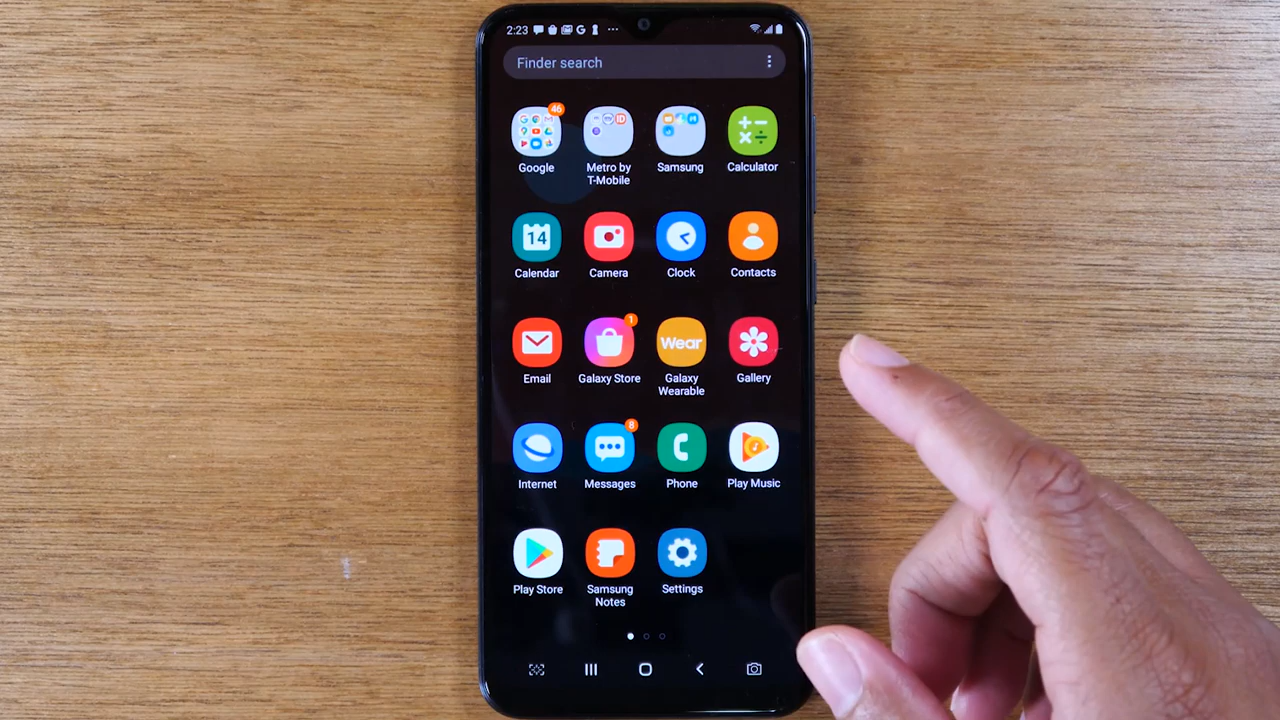 2:23
Finder search
46
Google
Metro by
T-Mobile
Samsung
Calculator
14
Calendar
Camera
Clock
Contacts
Email
1
Galaxy Store
Wear
Galaxy
Wearable
Gallery
Internet
8
Messages
Phone
Play Music
Play Store
Samsung
Notes
Settings